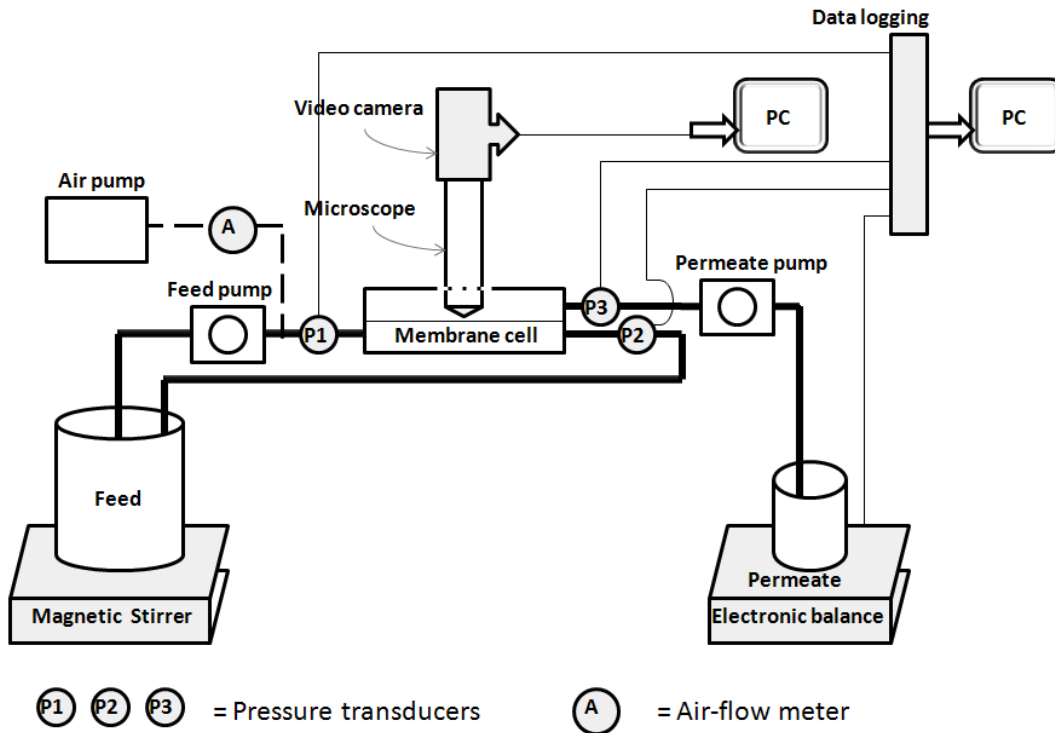 Data logging
Video camera
PC
PC
Air pump
A
Microscope
Feed pump
Permeate pump
P1
P3
Membrane cell
P2
Feed
Permeate
Magnetic Stirrer
Electronic balance
P1 P2 P3 = Pressure transducers
A = Air-flow meter